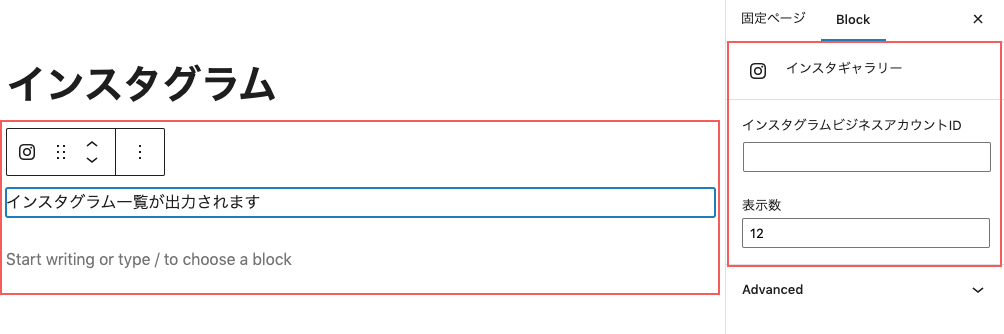 固定ページ
Block
インスタグラム
インスタギャラリー
インスタグラムビジネスアカウントID
インスタグラム一覧が出力されます
表示数
12
Start writing or type / to choose a block
Advanced